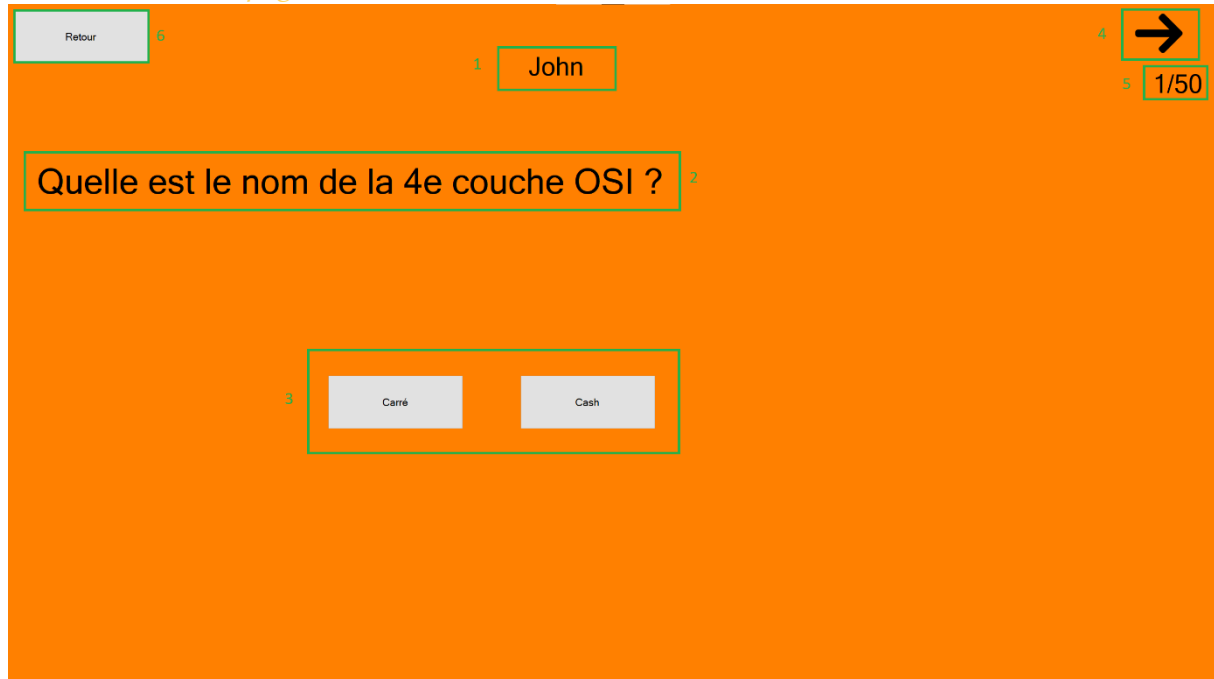 Retour 6
1 John
4
5 1/50
Quelle est le nom de la 4e couche OSI ? 2
3 Carré Cash